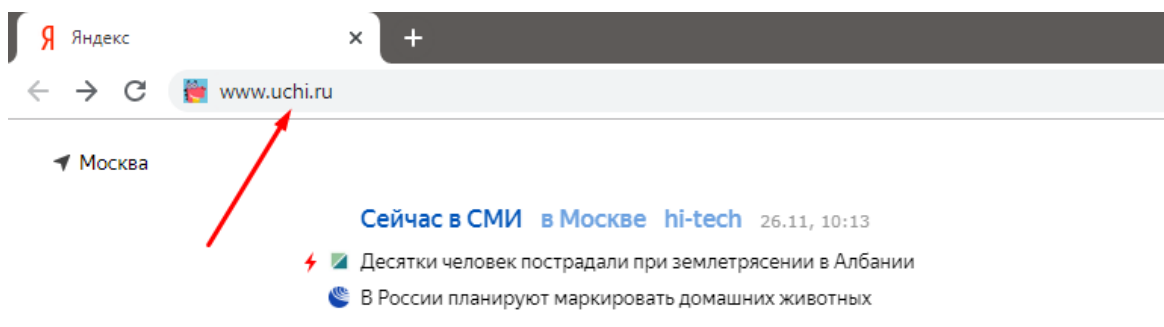 Я Яндекс
www.uchi.ru
Москва
Сейчас в СМИ в Москве hi-tech 26.11, 10:13
Десятки человек пострадали при землетрясении в Албании
В России планируют маркировать домашних животных